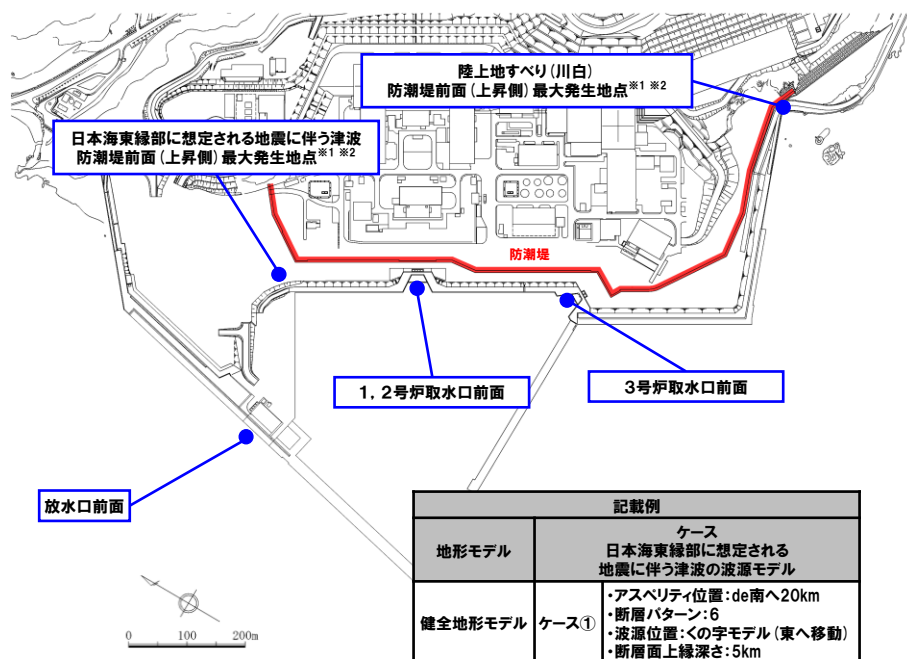 陸上地すべり(川白)
防潮堤前面(上昇側)最大発生地点※1 ※2
日本海東縁部に想定される地震に伴う津波
防潮堤前面(上昇側)最大発生地点※1 ※2
防潮堤
1,2号炉取水口前面
3号炉取水口前面
放水口前面
0 100 200m
記載例
地形モデル
ケース
日本海東縁部に想定される
地震に伴う津波の波源モデル
健全地形モデル
ケース①
・アスペリティ位置:de南へ20km
・断層パターン:6
・波源位置:くの字モデル(東へ移動)
・断層面上縁深さ:5km